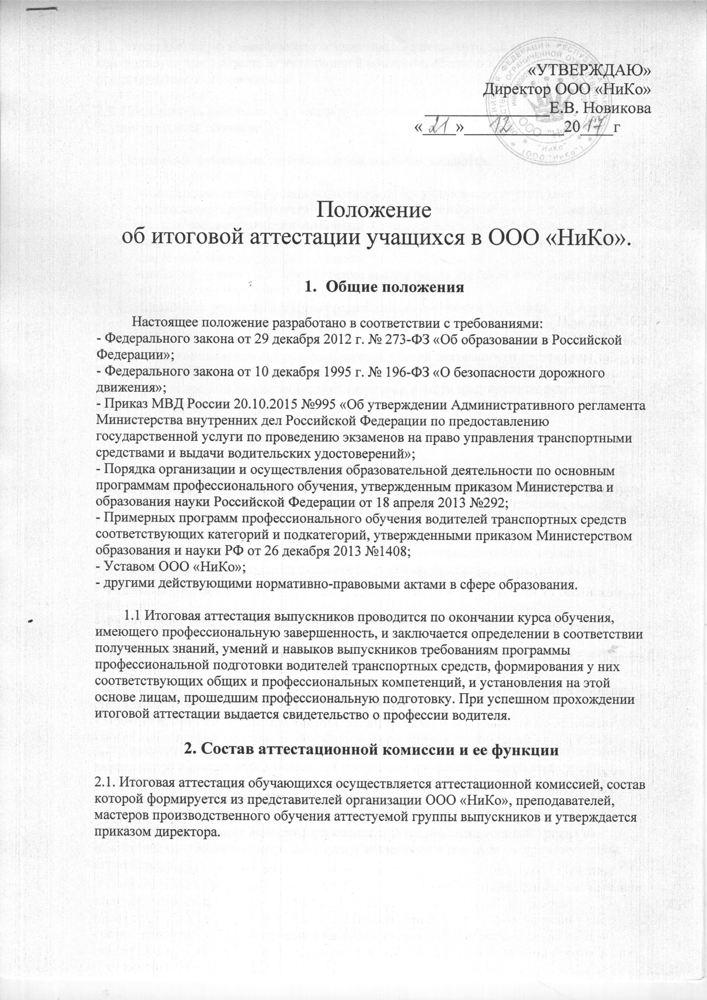 «УТВЕРЖДАЮ»
Директор ООО «НиКо»
Е.В. Новикова
«21» 12 2017г
РЕСПУБЛИКА
ФЕДЕРАЦИЯ
ОГРАНИЧЕННОЙ
ООО "НиКо"
"НиКо"
(ООО "НиКо")
Положение
об итоговой аттестации учащихся в ООО «НиКо».
1. Общие положения
Настоящее положение разработано в соответствии с требованиями:
- Федерального закона от 29 декабря 2012 г. № 273-ФЗ «Об образовании в Российской
Федерации»;
- Федерального закона от 10 декабря 1995 г. № 196-ФЗ «О безопасности дорожного
движения»;
- Приказ МВД России 20.10.2015 №995 «Об утверждении Административного регламента
Министерства внутренних дел Российской Федерации по предоставлению
государственной услуги по проведению экзаменов на право управления транспортными
средствами и выдачи водительских удостоверений»;
- Порядка организации и осуществления образовательной деятельности по основным
программам профессионального обучения, утвержденным приказом Министерства и
образования науки Российской Федерации от 18 апреля 2013 №292;
- Примерных программ профессионального обучения водителей транспортных средств
соответствующих категорий и подкатегорий, утвержденными приказом Министерством
образования и науки РФ от 26 декабря 2013 №1408;
- Уставом ООО «НиКо»;
- другими действующими нормативно-правовыми актами в сфере образования.
1.1 Итоговая аттестация выпускников проводится по окончании курса обучения,
имеющего профессиональную завершенность, и заключается определении в соответствии
полученных знаний, умений и навыков выпускников требованиям программы
профессиональной подготовки водителей транспортных средств, формирования у них
соответствующих общих и профессиональных компетенций, и установления на этой
основе лицам, прошедшим профессиональную подготовку. При успешном прохождении
итоговой аттестации выдается свидетельство о профессии водителя.
2. Состав аттестационной комиссии и ее функции
2.1. Итоговая аттестация обучающихся осуществляется аттестационной комиссией, состав
которой формируется из представителей организации ООО «НиКо», преподавателей,
мастеров производственного обучения аттестуемой группы выпускников и утверждается
приказом директора.